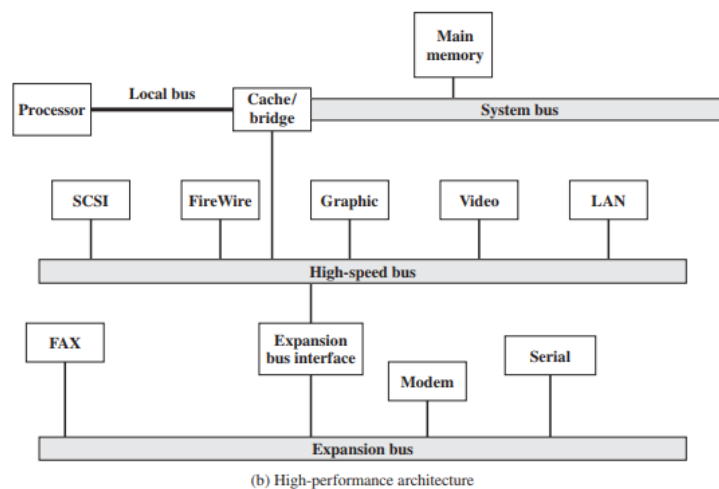 Main
memory
Local bus
Processor
Cache/
bridge
System bus
SCSI
FireWire
Graphic
Video
LAN
High-speed bus
FAX
Expansion
bus interface
Modem
Serial
Expansion bus
(b) High-performance architecture